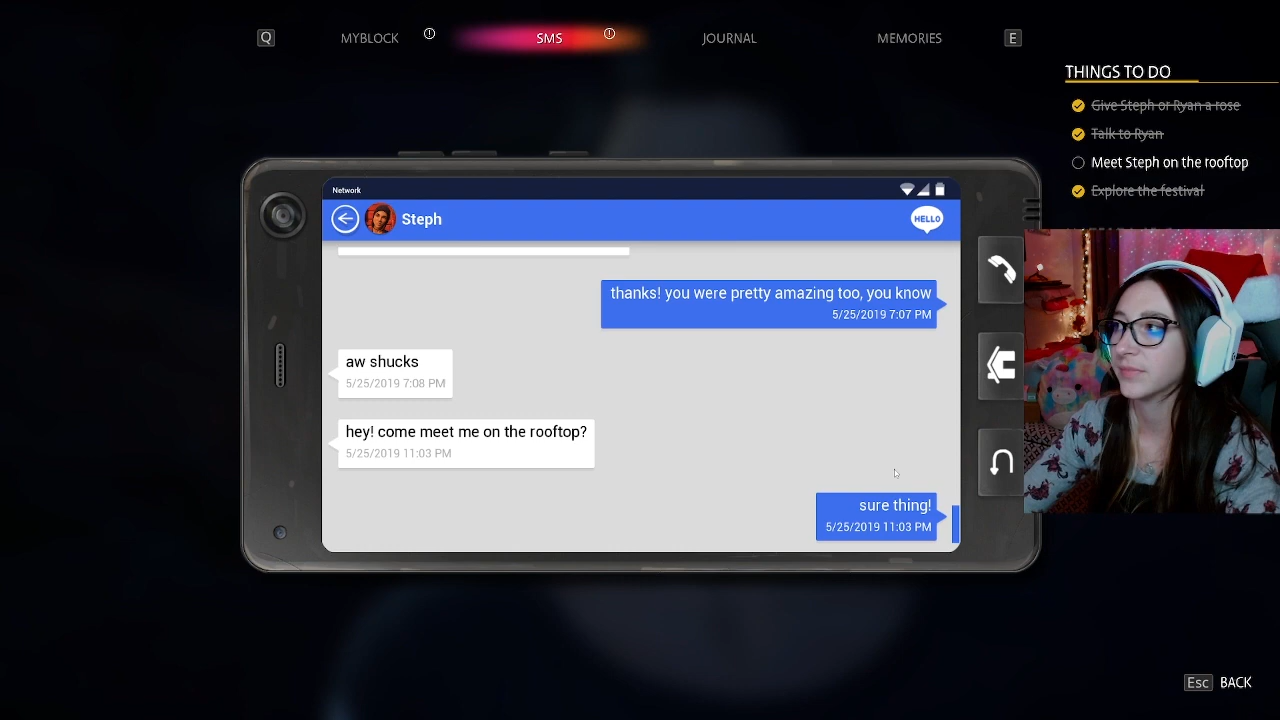 Q
MYBLOCK
SMS
JOURNAL
MEMORIES
E
THINGS TO DO
Give Steph or Ryan a rose
Talk to Ryan
Meet Steph on the rooftop
Explore the festival
Network
Steph
HELLO
thanks! you were pretty amazing too, you know
5/25/2019 7:07 PM
aw shucks
5/25/2019 7:08 PM
hey! come meet me on the rooftop?
5/25/2019 11:03 PM
sure thing!
5/25/2019 11:03 PM
Esc BACK